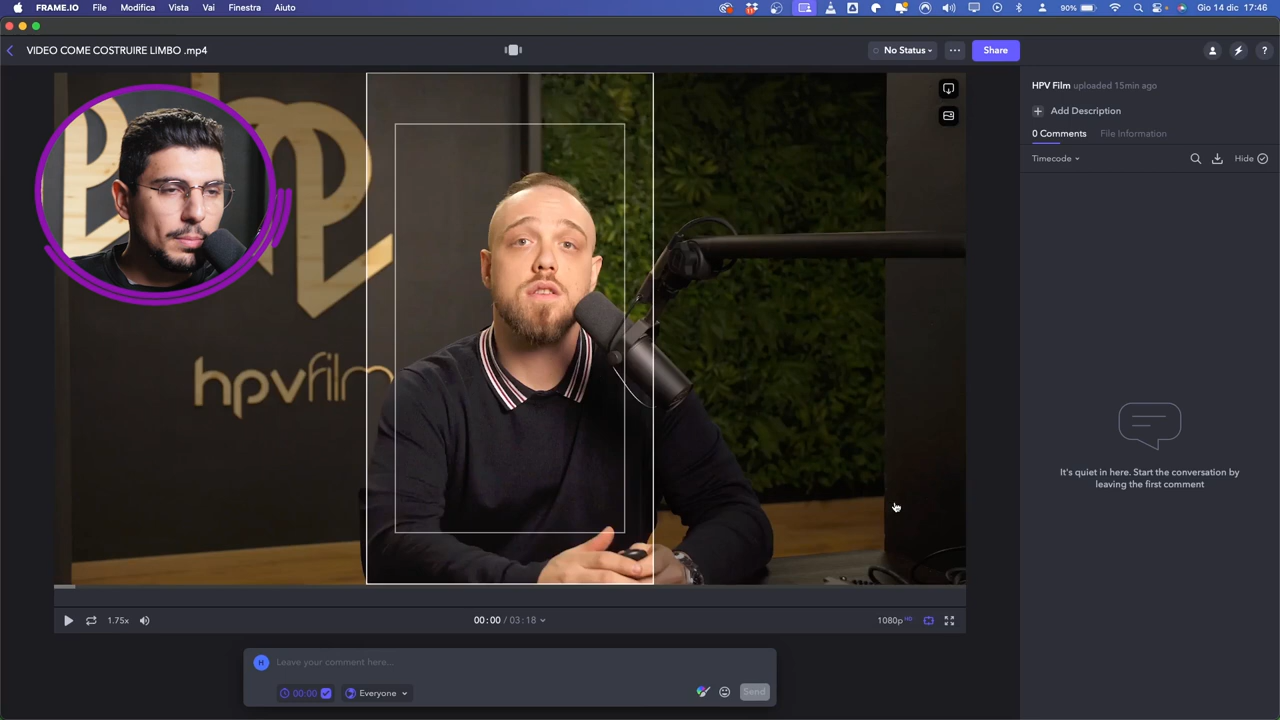 FRAME.IO File Modifica Vista Vai Finestra Aiuto 90% Gio 14 dic 17:46
VIDEO COME COSTRUIRE LIMBO .mp4
No Status
Share
HPV Film uploaded 15min ago
Add Description
0 Comments File Information
Timecode
Hide
hpvfilm
It's quiet in here. Start the conversation by
leaving the first comment
1.75x
00:00 / 03:18
1080p HD
H Leave your comment here...
00:00 Everyone
Send